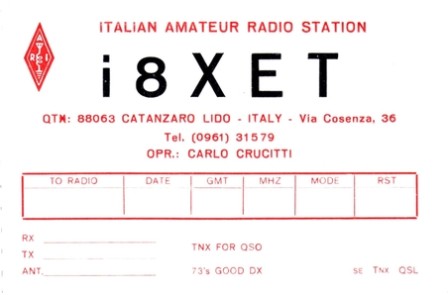 iTALiAN AMATEUR RADiO STATiON
A R I
i8XET
QTH: 88063 CATANZARO LIDO - ITALY - Via Cosenza, 36
Tel. (0961) 31579
OPR.: CARLO CRUCITTI
TO RADIO DATE GMT MHZ MODE RST
RX
TX
ANT.
TNX FOR QSO
73's GOOD DX
SE TNX QSL